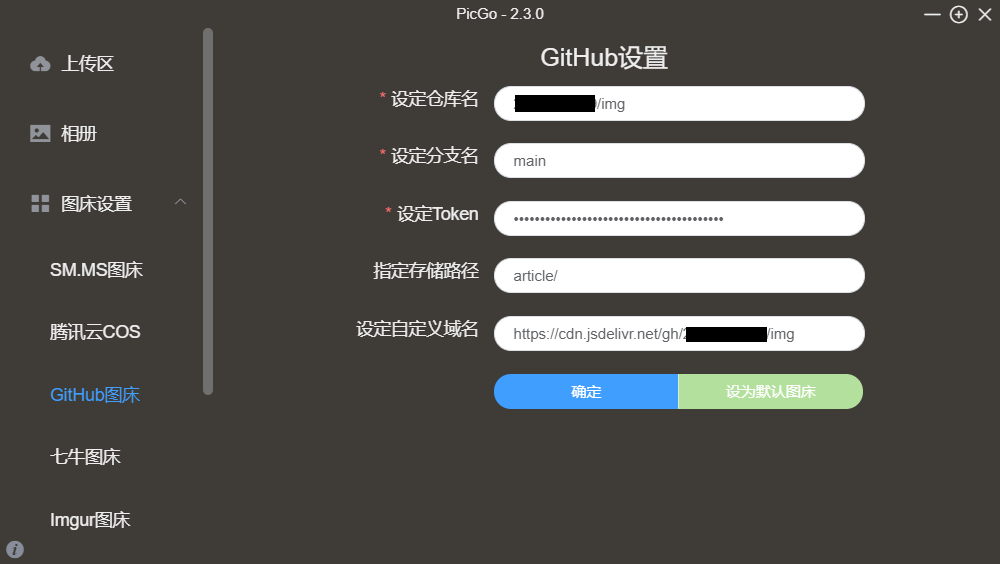 PicGo - 2.3.0
上传区
相册
图床设置
SM.MS图床
腾讯云COS
GitHub图床
七牛图床
Imgur图床
GitHub设置
* 设定仓库名
/img
* 设定分支名
main
* 设定Token
指定存储路径
article/
设定自定义域名
https://cdn.jsdelivr.net/gh/2 /img
确定
设为默认图床